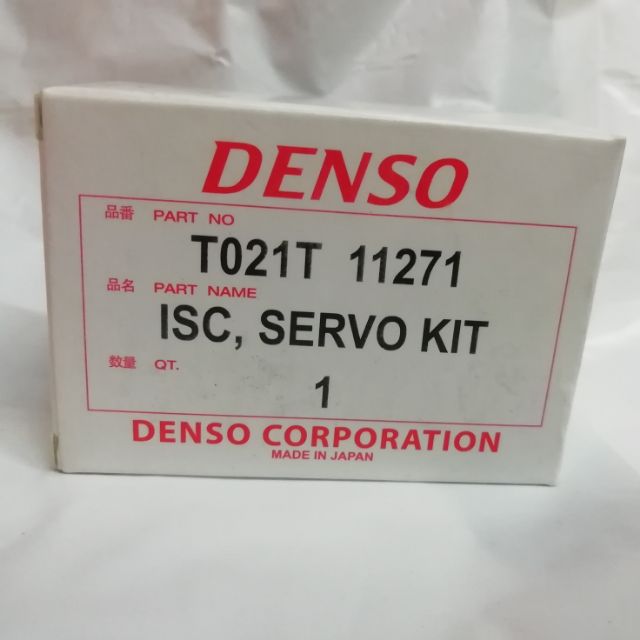 DENSO
品番 PART NO
T021T 11271
品名 PART NAME
ISC, SERVO KIT
数量 QT.
1
DENSO CORPORATION
MADE IN JAPAN